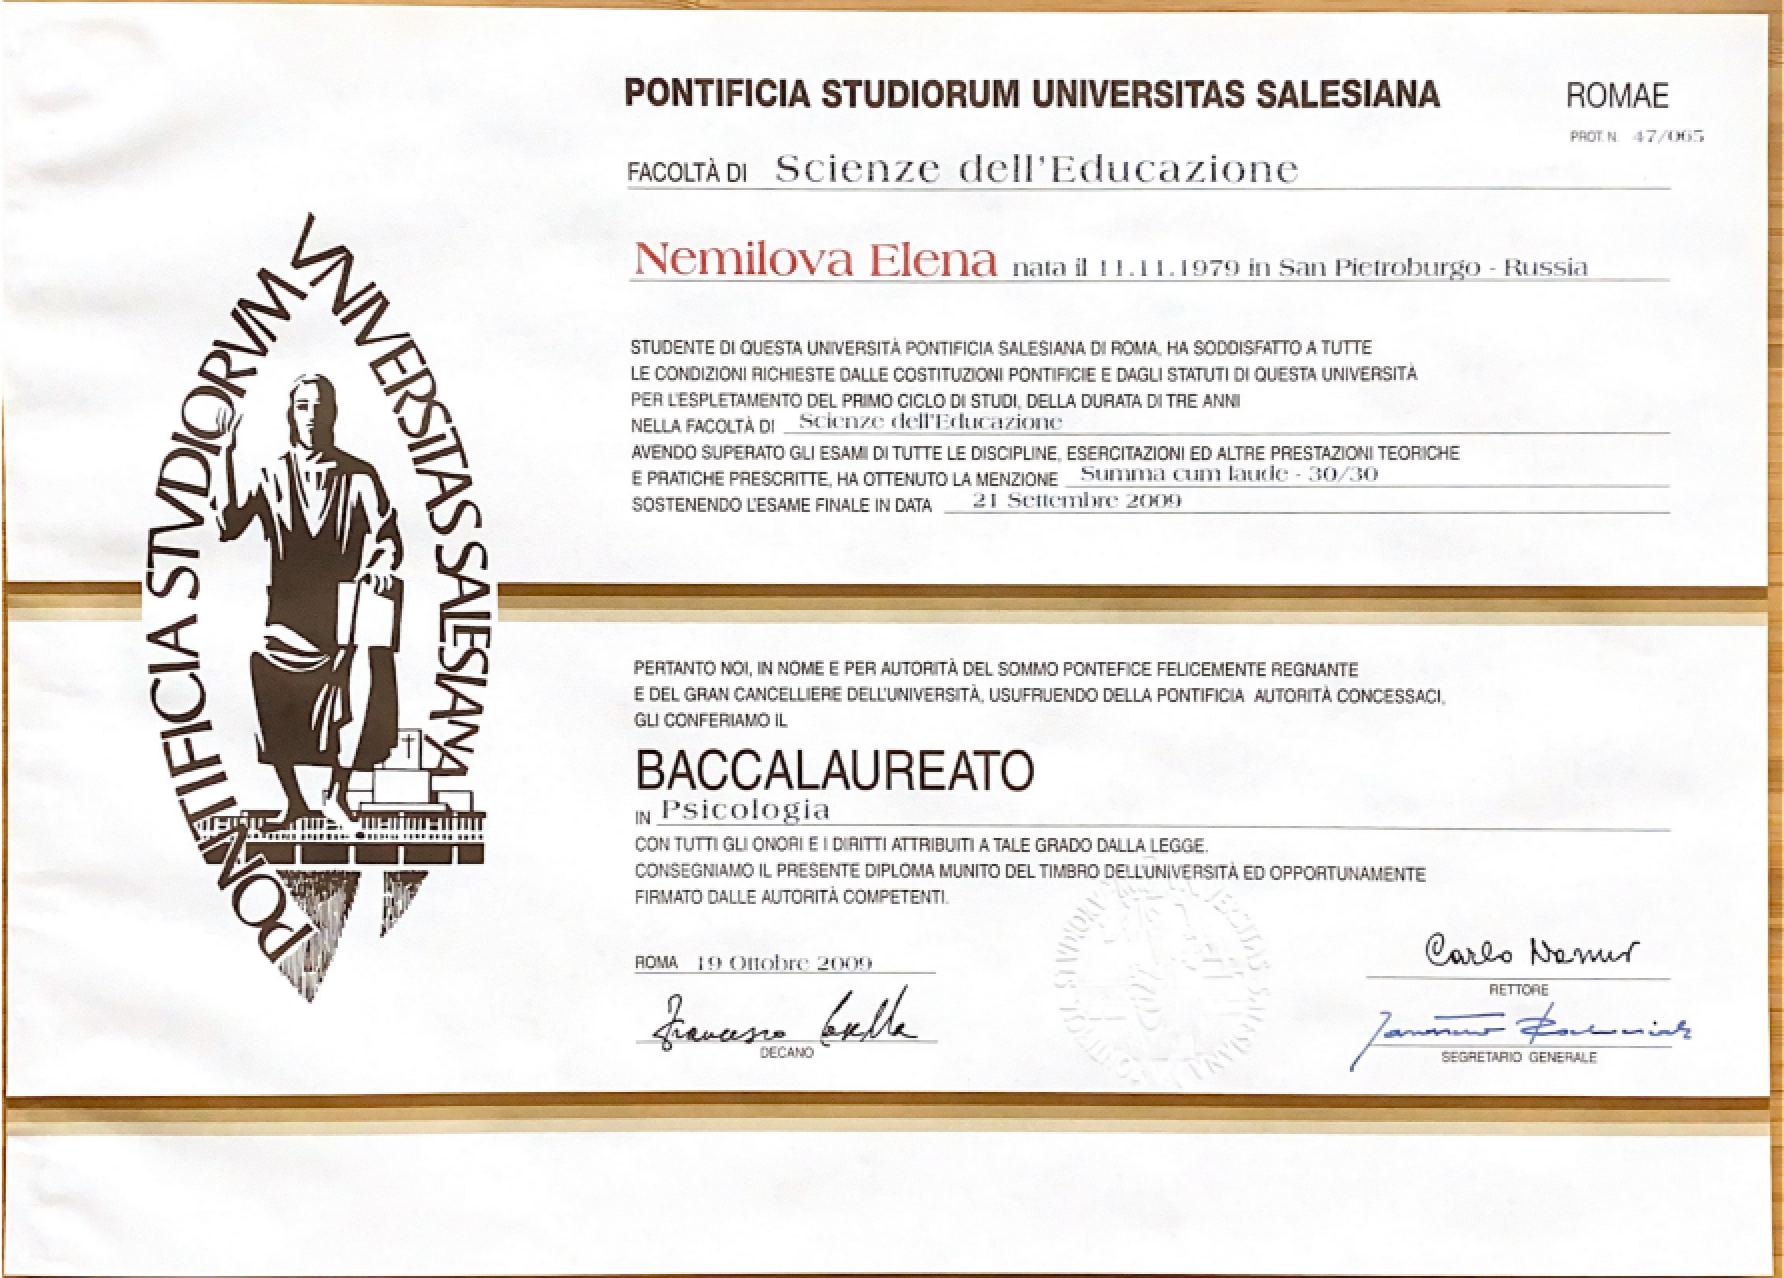 PONTIFICIA STUDIORUM UNIVERSITAS SALESIANA ROMAE
PROT. N. 47/065
FACOLTÀ DI Scienze dell'Educazione
Nemilova Elena nata il 11.11.1979 in San Pietroburgo - Russia
STUDENTE DI QUESTA UNIVERSITÀ PONTIFICIA SALESIANA DI ROMA, HA SODDISFATTO A TUTTE
LE CONDIZIONI RICHIESTE DALLE COSTITUZIONI PONTIFICIE E DAGLI STATUTI DI QUESTA UNIVERSITÀ
PER L'ESPLETAMENTO DEL PRIMO CICLO DI STUDI, DELLA DURATA DI TRE ANNI
NELLA FACOLTÀ DI Scienze dell'Educazione
AVENDO SUPERATO GLI ESAMI DI TUTTE LE DISCIPLINE, ESERCITAZIONI ED ALTRE PRESTAZIONI TEORICHE
E PRATICHE PRESCRITTE, HA OTTENUTO LA MENZIONE Summa cum laude - 30/30
SOSTENENDO L'ESAME FINALE IN DATA 21 Settembre 2009
PONTIFICIA STVDIORVM VNIVERSITAS SALESIANA
PERTANTO NOI, IN NOME E PER AUTORITÀ DEL SOMMO PONTEFICE FELICEMENTE REGNANTE
E DEL GRAN CANCELLIERE DELL'UNIVERSITÀ, USUFRUENDO DELLA PONTIFICIA AUTORITÀ CONCESSACI,
GLI CONFERIAMO IL
BACCALAUREATO
IN Psicologia
CON TUTTI GLI ONORI E I DIRITTI ATTRIBUITI A TALE GRADO DALLA LEGGE.
CONSEGNIAMO IL PRESENTE DIPLOMA MUNITO DEL TIMBRO DELL'UNIVERSITÀ ED OPPORTUNAMENTE
FIRMATO DALLE AUTORITÀ COMPETENTI.
ROMA 19 Ottobre 2009
Carlo
RETTORE
Francesco
DECANO
SEGRETARIO GENERALE